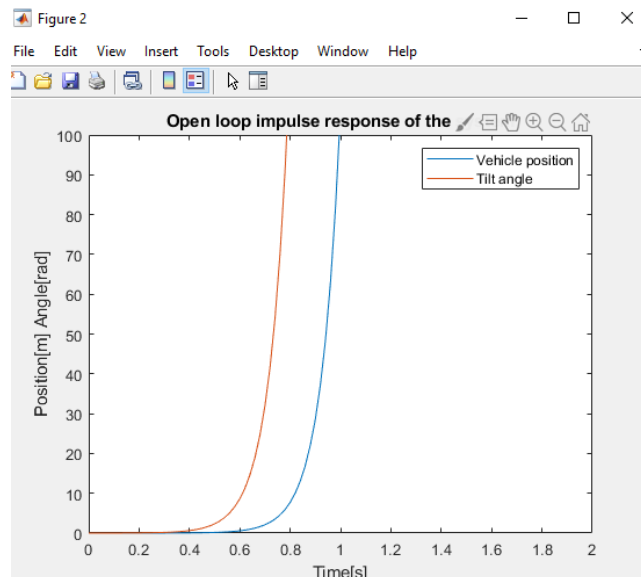 Figure 2
File Edit View Insert Tools Desktop Window Help
Open loop impulse response of the
100
90
80
70
60
50
40
30
20
10
0
Position[m] Angle[rad]
Vehicle position
Tilt angle
0 0.2 0.4 0.6 0.8 1 1.2 1.4 1.6 1.8 2
Time[s]